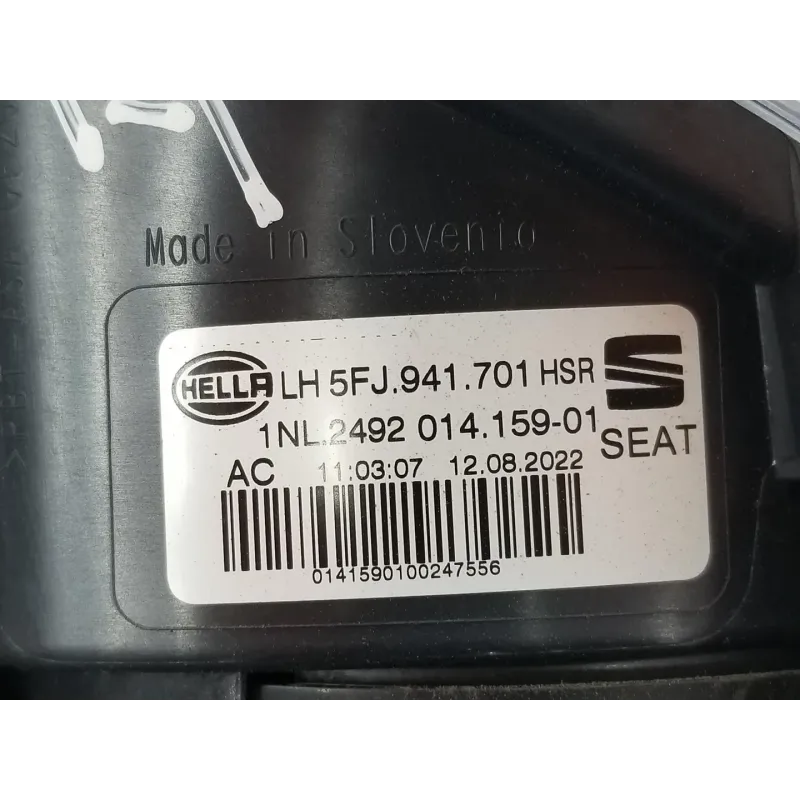 Made in Slovenia
HELLA LH 5FJ.941.701 HSR
1NL.2492 014.159-01
SEAT
AC 11:03:07 12.08.2022
0141590100247556